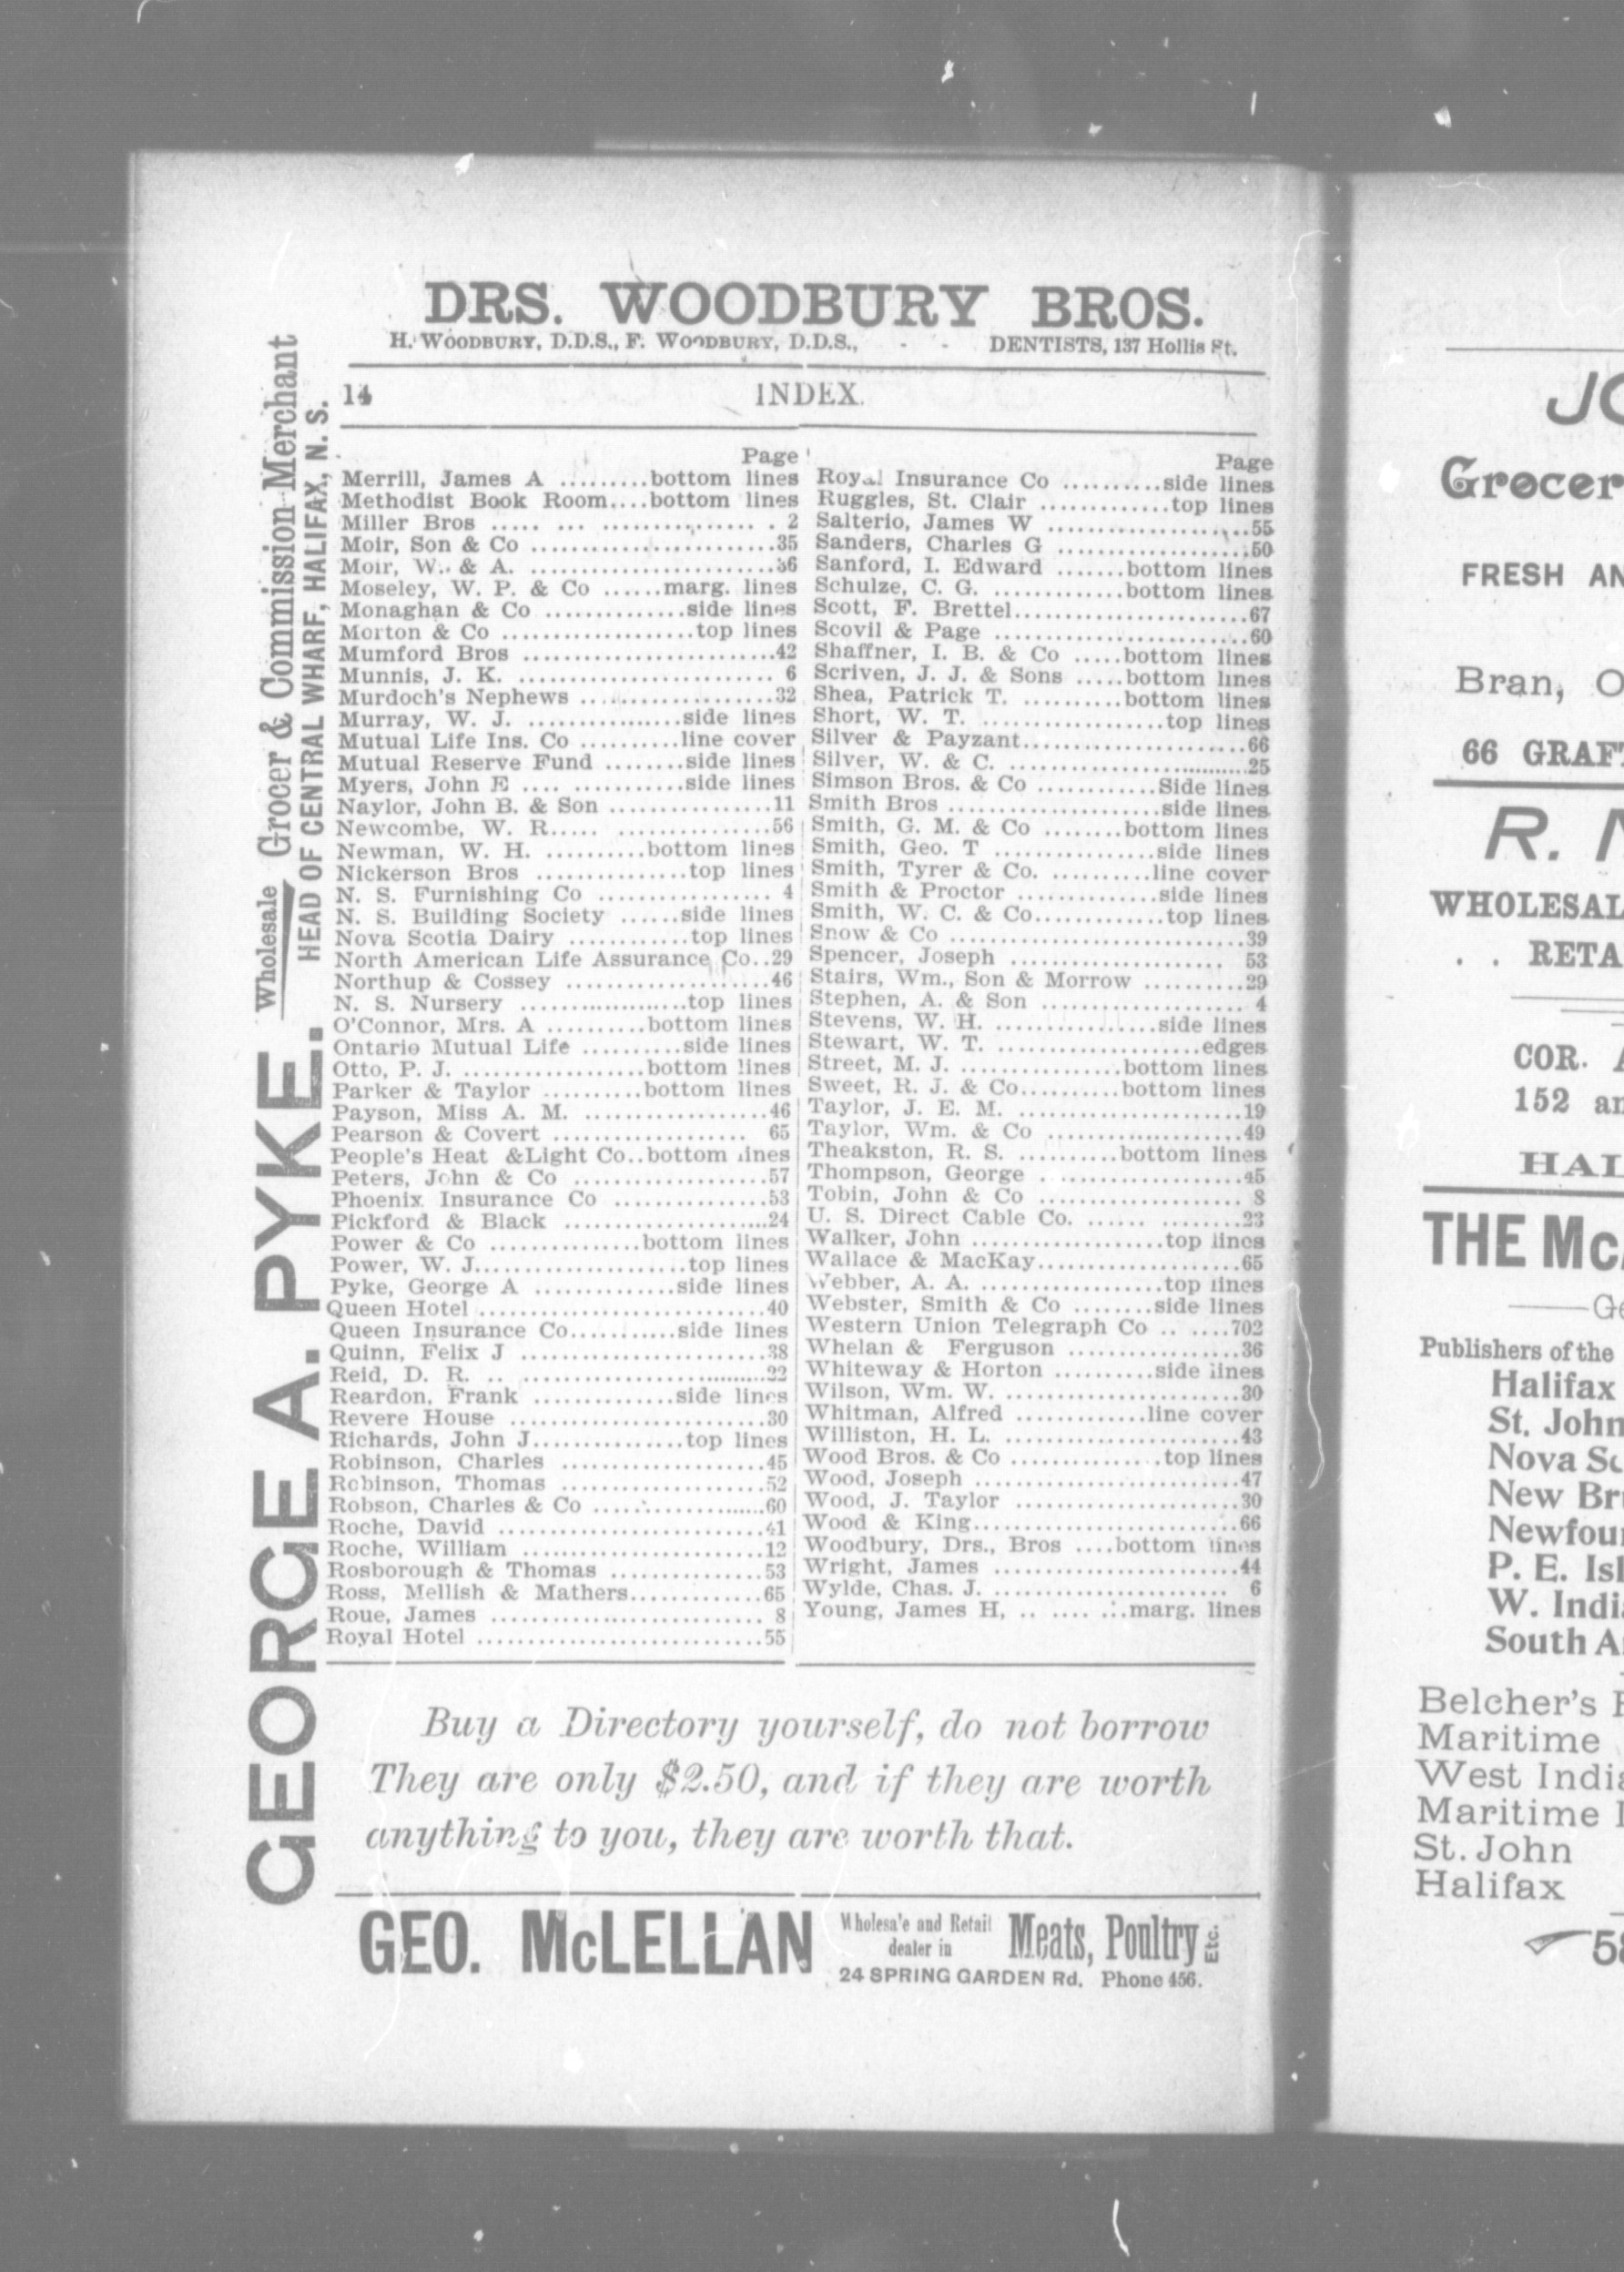 DRS. WOODBURY BROS.
H. WOODBURY, D.D.S., F. WOODBURY, D.D.S., - - DENTISTS, 137 Hollis St.
14 INDEX.
Page
Merrill, James A .........bottom lines
Methodist Book Room....bottom lines
Miller Bros ..... ... ................ . 2
Moir, Son & Co ........................35
Moir, W. & A. ........................36
Moseley, W. P. & Co ......marg. lines
Monaghan & Co ..............side lines
Morton & Co ...................top lines
Mumford Bros .........................42
Munnis, J. K. ......................... 6
Murdoch's Nephews ...................32
Murray, W. J. ...............side lines
Mutual Life Ins. Co ..........line cover
Mutual Reserve Fund ........side lines
Myers, John E .... ...........side lines
Naylor, John B. & Son ................11
Newcombe, W. R..... ...............56
Newman, W. H. ..........bottom lines
Nickerson Bros ...............top lines
N. S. Furnishing Co ................. 4
N. S. Building Society ......side lines
Nova Scotia Dairy ............top lines
North American Life Assurance Co..29
Northup & Cossey ....................46
N. S. Nursery .................top lines
O'Connor, Mrs. A ..........bottom lines
Ontario Mutual Life ..........side lines
Otto, P. J. ..................bottom lines
Parker & Taylor ..........bottom lines
Payson, Miss A. M. ..................46
Pearson & Covert ................... 65
People's Heat &Light Co..bottom lines
Peters, John & Co ...................57
Phoenix Insurance Co ...............53
Pickford & Black ....................24
Power & Co ...............bottom lines
Power, W. J.....................top lines
Pyke, George A ..............side lines
Queen Hotel ............................40
Queen Insurance Co...........side lines
Quinn, Felix J ........................38
Reid, D. R. .. ........................22
Reardon, Frank ..............side lines
Revere House .........................30
Richards, John J...............top lines
Robinson, Charles ....................45
Robinson, Thomas ....................52
Robson, Charles & Co .................60
Roche, David ..........................41
Roche, William ........................12
Rosborough & Thomas ...............53
Ross, Mellish & Mathers.............65
Roue, James ........................... 8
Royal Hotel ............................55
Page
Royal Insurance Co ..........side lines
Ruggles, St. Clair .............top lines
Salterio, James W ....................55
Sanders, Charles G ...................50
Sanford, I. Edward .......bottom lines
Schulze, C. G. .............bottom lines
Scott, F. Brettel.......................67
Scovil & Page .........................60
Shaffner, I. B. & Co .....bottom lines
Scriven, J. J. & Sons .....bottom lines
Shea, Patrick T. ..........bottom lines
Short, W. T. ..................top lines
Silver & Payzant......................66
Silver, W. & C. .......................25
Simson Bros. & Co ............Side lines
Smith Bros .....................side lines
Smith, G. M. & Co ........bottom lines
Smith, Geo. T ................side lines
Smith, Tyrer & Co. ..........line cover
Smith & Proctor ..............side lines
Smith, W. C. & Co.............top lines
Snow & Co .............................39
Spencer, Joseph ..................... 53
Stairs, Wm., Son & Morrow ..........29
Stephen, A. & Son .................... 4
Stevens, W. H. ................side lines
Stewart, W. T. ....................edges
Street, M. J. ................bottom lines
Sweet, R. J. & Co..........bottom lines
Taylor, J. E. M. ......................19
Taylor, Wm. & Co ....................49
Theakston, R. S. ..........bottom lines
Thompson, George ....................45
Tobin, John & Co ...................... 8
U. S. Direct Cable Co. ...... ........23
Walker, John ...................top lines
Wallace & MacKay....................65
Webber, A. A. ..................top lines
Webster, Smith & Co ........side lines
Western Union Telegraph Co .. ....702
Whelan & Ferguson .................36
Whiteway & Horton ..........side lines
Wilson, Wm. W. .......................30
Whitman, Alfred .............line cover
Williston, H. L. .......................43
Wood Bros. & Co ...............top lines
Wood, Joseph ..........................47
Wood, J. Taylor ......................30
Wood & King..........................66
Woodbury, Drs., Bros ....bottom lines
Wright, James ........................44
Wylde, Chas. J. ....................... 6
Young, James H, .. .... ...marg. lines
Buy a Directory yourself, do not borrow
They are only $2.50, and if they are worth
anything to you, they are worth that.
GEO. McLELLAN Wholesale and Retail dealer in Meats, Poultry Etc.
24 SPRING GARDEN Rd. Phone 456.
GEORGE A. PYKE. Wholesale Grocer & Commission Merchant
HEAD OF CENTRAL WHARF, HALIFAX, N. S.
JO
Grocer
FRESH AN
Bran, O
66 GRAFT
R. 
WHOLESAL
. . RETA
COR. A
152 an
HAL
THE McA
Ge
Publishers of the
Halifax
St. John
Nova Sc
New Bru
Newfou
P. E. Isl
W. India
South A
Belcher's F
Maritime
West India
Maritime
St. John
Halifax
58